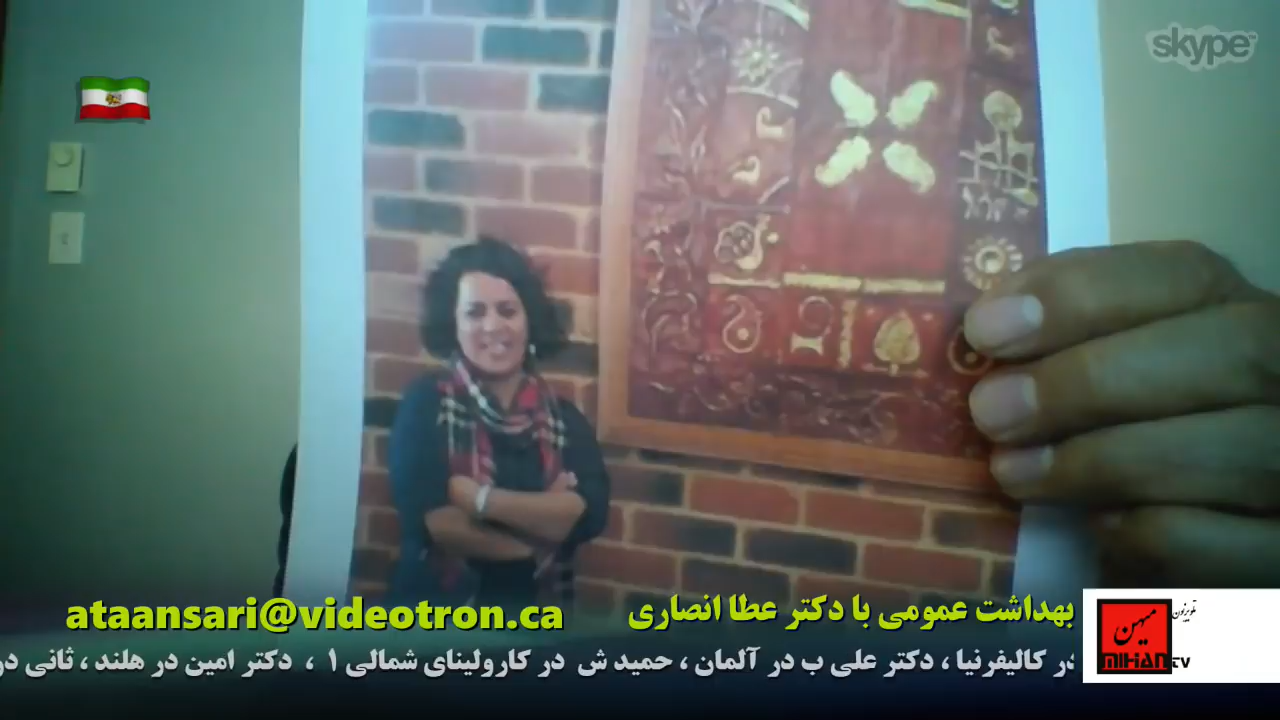 skype™
ataansari@videotron.ca
بهداشت عمومی با دکتر عطا انصاری
در کالیفرنیا ، دکتر علی ب در آلمان ، حمید ش در کارولینای شمالی ۱ ، دکتر امین در هلند ، ثانی در
میهن
تلویزیون
MIHAN TV